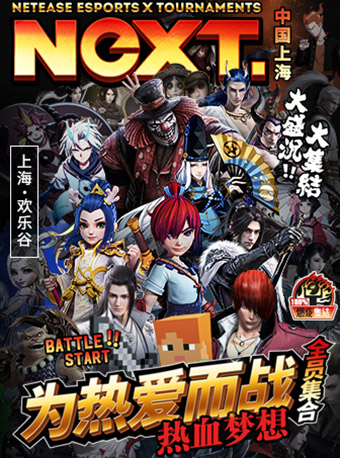 NETEASE ESPORTS X TOURNAMENTS
NEXT.
中国上海
大集结
大盛况!!
上海·欢乐谷
100%
BATTLE!!
START
为热爱而战
全员集合
热血梦想